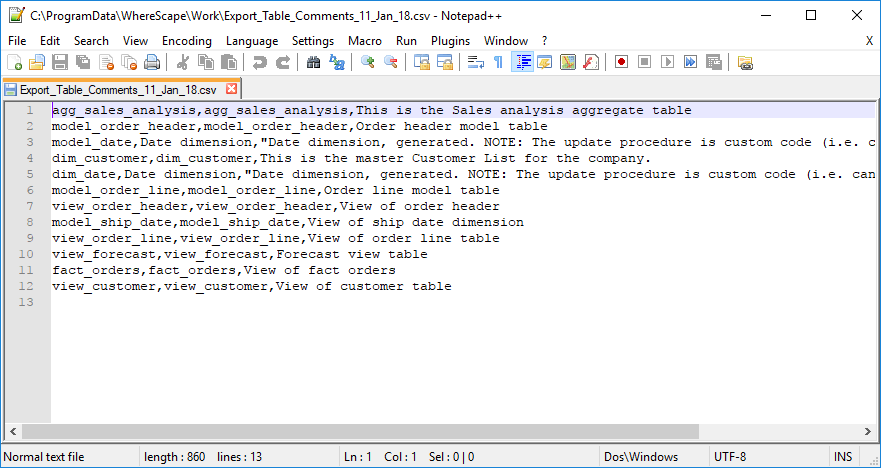 C:\ProgramData\WhereScape\Work\Export_Table_Comments_11_Jan_18.csv - Notepad++
File Edit Search View Encoding Language Settings Macro Run Plugins Window ? X
Export_Table_Comments_11_Jan_18.csv
1 agg_sales_analysis,agg_sales_analysis,This is the Sales analysis aggregate table
2 model_order_header,model_order_header,Order header model table
3 model_date,Date dimension,"Date dimension, generated. NOTE: The update procedure is custom code (i.e. c
4 dim_customer,dim_customer,This is the master Customer List for the company.
5 dim_date,Date dimension,"Date dimension, generated. NOTE: The update procedure is custom code (i.e. can
6 model_order_line,model_order_line,Order line model table
7 view_order_header,view_order_header,View of order header
8 model_ship_date,model_ship_date,View of ship date dimension
9 view_order_line,view_order_line,View of order line table
10 view_forecast,view_forecast,Forecast view table
11 fact_orders,fact_orders,View of fact orders
12 view_customer,view_customer,View of customer table
13
Normal text file length : 860 lines : 13 Ln : 1 Col : 1 Sel : 0 | 0 Dos\Windows UTF-8 INS